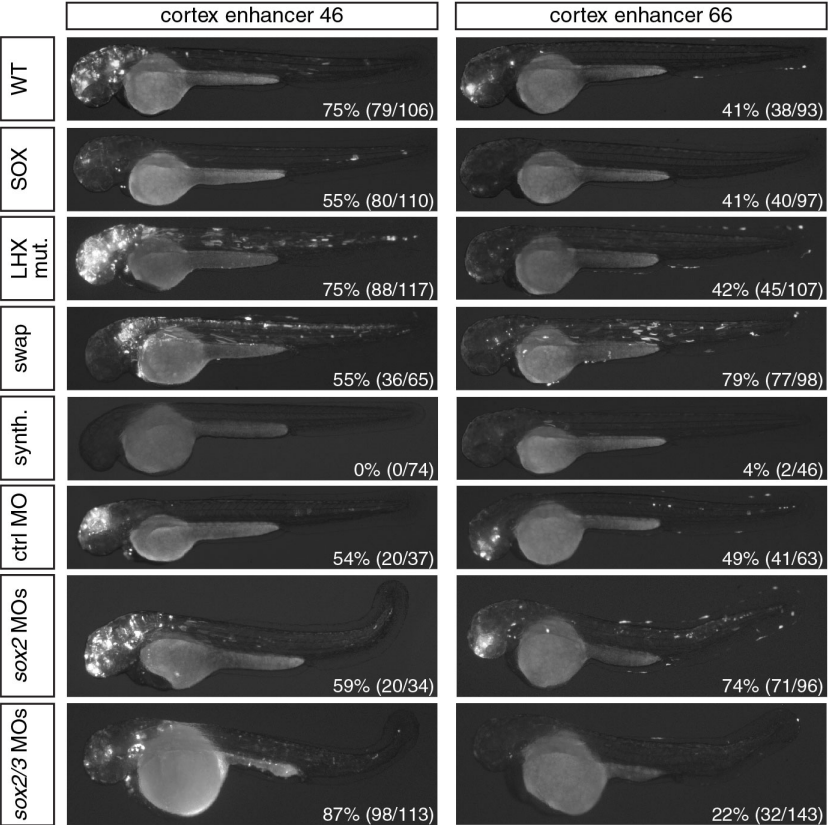 cortex enhancer 46
cortex enhancer 66
WT
75% (79/106)
41% (38/93)
SOX
55% (80/110)
41% (40/97)
LHX
mut.
75% (88/117)
42% (45/107)
swap
55% (36/65)
79% (77/98)
synth.
0% (0/74)
4% (2/46)
ctrl MO
54% (20/37)
49% (41/63)
sox2 MOs
59% (20/34)
74% (71/96)
sox2/3 MOs
87% (98/113)
22% (32/143)